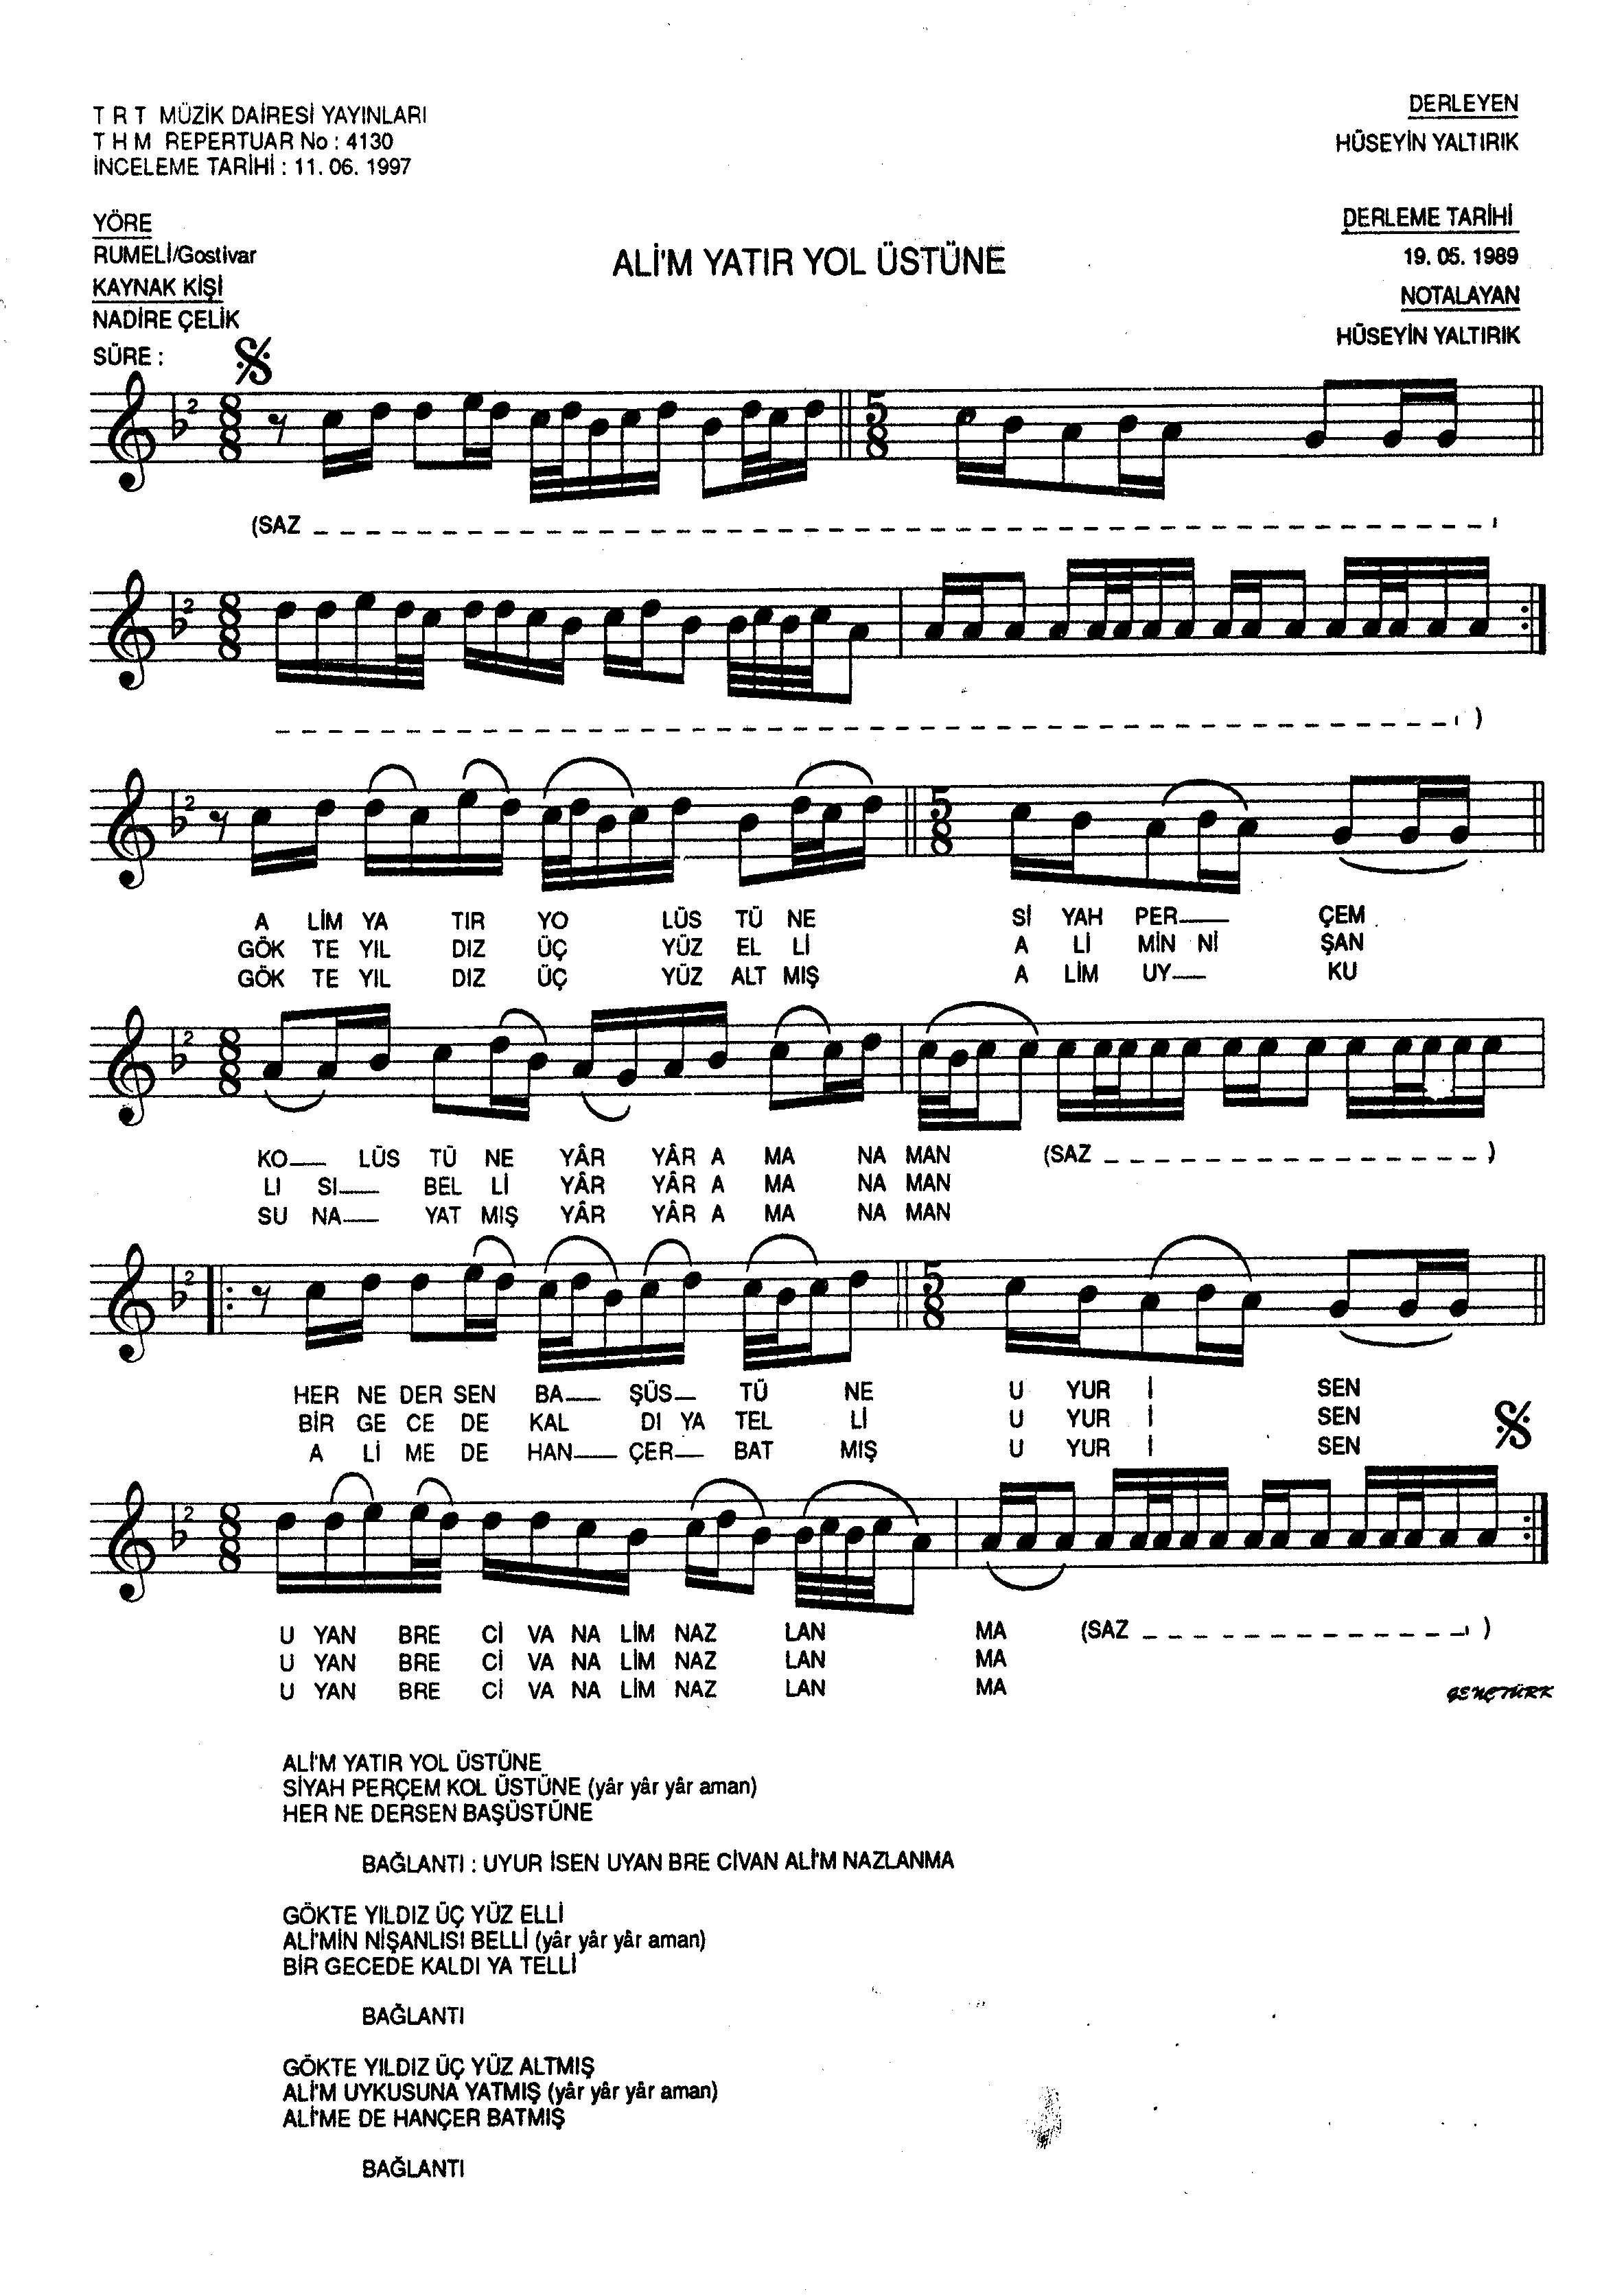 T R T MÜZİK DAİRESİ YAYINLARI
T H M REPERTUAR No : 4130
İNCELEME TARİHİ : 11. 06. 1997
DERLEYEN
HÜSEYİN YALTIRIK
YÖRE
RUMELİ/Gostivar
KAYNAK KİŞİ
NADİRE ÇELİK
SÜRE :
ALİ'M YATIR YOL ÜSTÜNE
DERLEME TARİHİ
19. 05. 1989
NOTALAYAN
HÜSEYİN YALTIRIK
(SAZ
)
A LİM YA TIR YO LÜS TÜ NE Sİ YAH PER ÇEM
GÖK TE YIL DIZ ÜÇ YÜZ EL Lİ A Lİ MİN Nİ ŞAN
GÖK TE YIL DIZ ÜÇ YÜZ ALT MIŞ A LİM UY KU
KO LÜS TÜ NE YÂR YÂR A MA NA MAN (SAZ )
LI SI BEL Lİ YÂR YÂR A MA NA MAN
SU NA YAT MIŞ YÂR YÂR A MA NA MAN
HER NE DER SEN BA ŞÜS TÜ NE U YUR İ SEN
BİR GE CE DE KAL DI YA TEL Lİ U YUR İ SEN
A Lİ ME DE HAN ÇER BAT MIŞ U YUR İ SEN
U YAN BRE Cİ VA NA LİM NAZ LAN MA (SAZ )
U YAN BRE Cİ VA NA LİM NAZ LAN MA
U YAN BRE Cİ VA NA LİM NAZ LAN MA
GENÇTÜRK
ALİ'M YATIR YOL ÜSTÜNE
SİYAH PERÇEM KOL ÜSTÜNE (yâr yâr yâr aman)
HER NE DERSEN BAŞÜSTÜNE
BAĞLANTI : UYUR İSEN UYAN BRE CİVAN ALİ'M NAZLANMA
GÖKTE YILDIZ ÜÇ YÜZ ELLİ
ALİ'MİN NİŞANLISI BELLİ (yâr yâr yâr aman)
BİR GECEDE KALDI YA TELLİ
BAĞLANTI
GÖKTE YILDIZ ÜÇ YÜZ ALTMIŞ
ALİ'M UYKUSUNA YATMIŞ (yâr yâr yâr aman)
ALİ'ME DE HANÇER BATMIŞ
BAĞLANTI